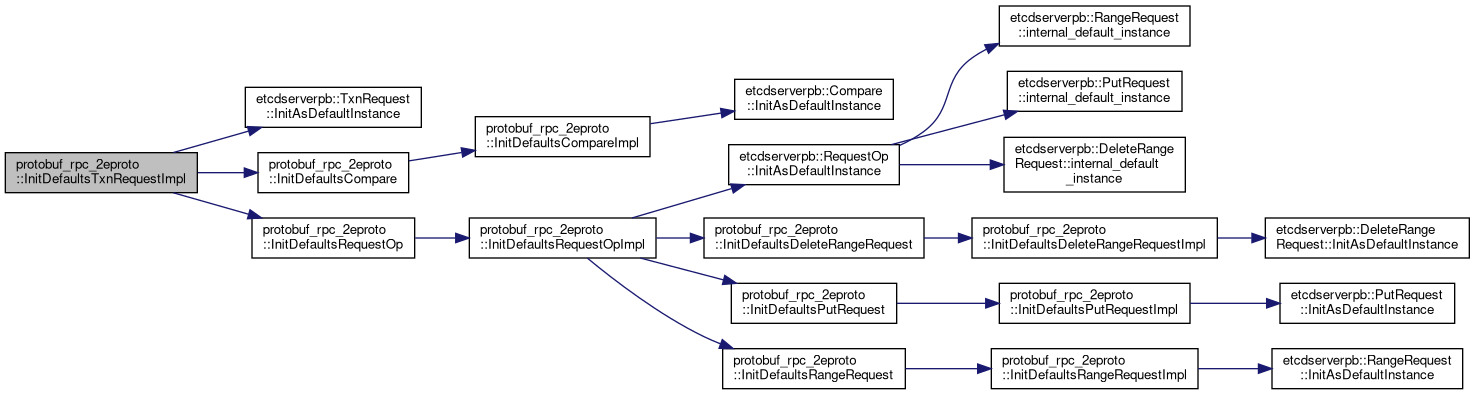 protobuf_rpc_2eproto
::InitDefaultsTxnRequestImpl
etcdserverpb::TxnRequest
::InitAsDefaultInstance
protobuf_rpc_2eproto
::InitDefaultsCompare
protobuf_rpc_2eproto
::InitDefaultsRequestOp
protobuf_rpc_2eproto
::InitDefaultsCompareImpl
protobuf_rpc_2eproto
::InitDefaultsRequestOpImpl
etcdserverpb::Compare
::InitAsDefaultInstance
etcdserverpb::RequestOp
::InitAsDefaultInstance
protobuf_rpc_2eproto
::InitDefaultsDeleteRangeRequest
protobuf_rpc_2eproto
::InitDefaultsPutRequest
protobuf_rpc_2eproto
::InitDefaultsRangeRequest
etcdserverpb::RangeRequest
::internal_default_instance
etcdserverpb::PutRequest
::internal_default_instance
etcdserverpb::DeleteRange
Request::internal_default
_instance
protobuf_rpc_2eproto
::InitDefaultsDeleteRangeRequestImpl
protobuf_rpc_2eproto
::InitDefaultsPutRequestImpl
protobuf_rpc_2eproto
::InitDefaultsRangeRequestImpl
etcdserverpb::DeleteRange
Request::InitAsDefaultInstance
etcdserverpb::PutRequest
::InitAsDefaultInstance
etcdserverpb::RangeRequest
::InitAsDefaultInstance